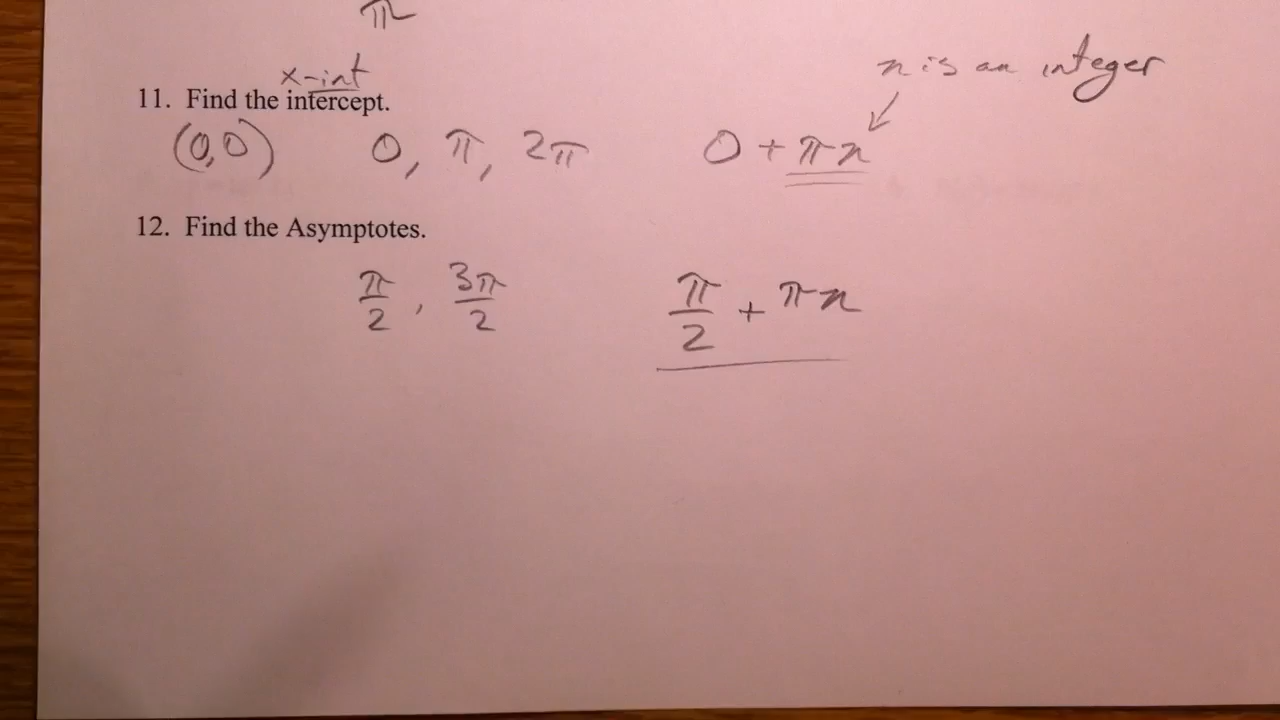 π
x-int
n is an integer
11. Find the intercept.
(0,0) 0, π, 2π 0 + πn
12. Find the Asymptotes.
π/2, 3π/2 π/2 + πn